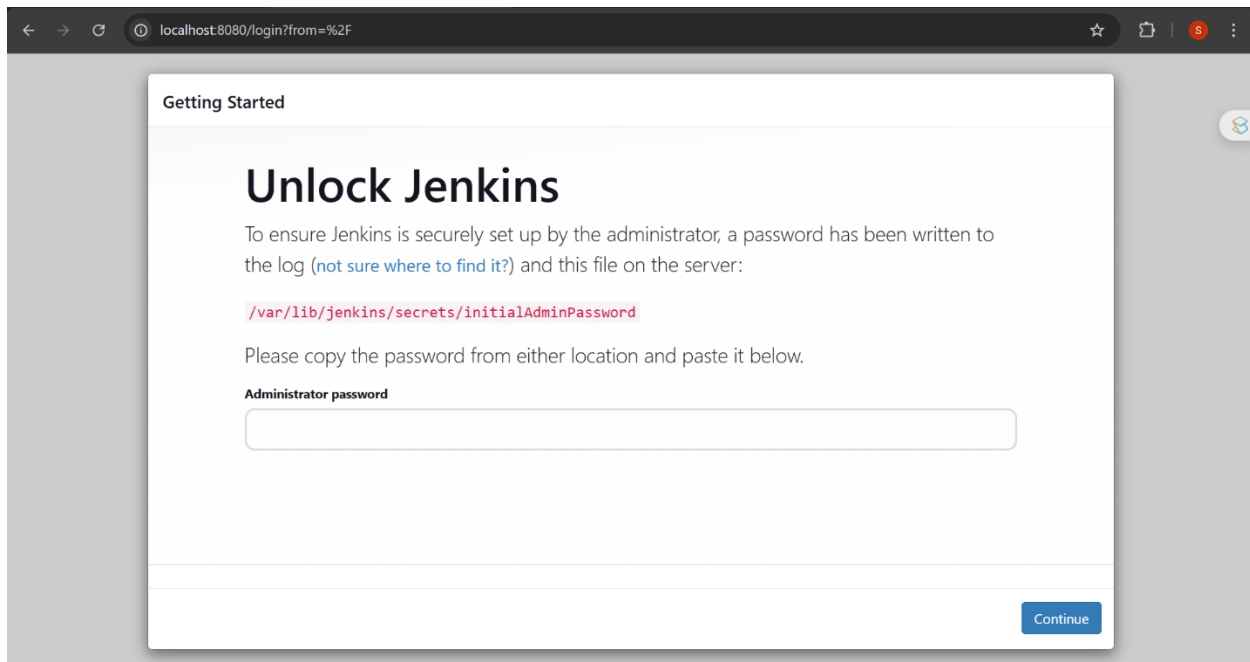 localhost:8080/login?from=%2F
S
Getting Started
Unlock Jenkins
To ensure Jenkins is securely set up by the administrator, a password has been written to
the log (not sure where to find it?) and this file on the server:
/var/lib/jenkins/secrets/initialAdminPassword
Please copy the password from either location and paste it below.
Administrator password
Continue